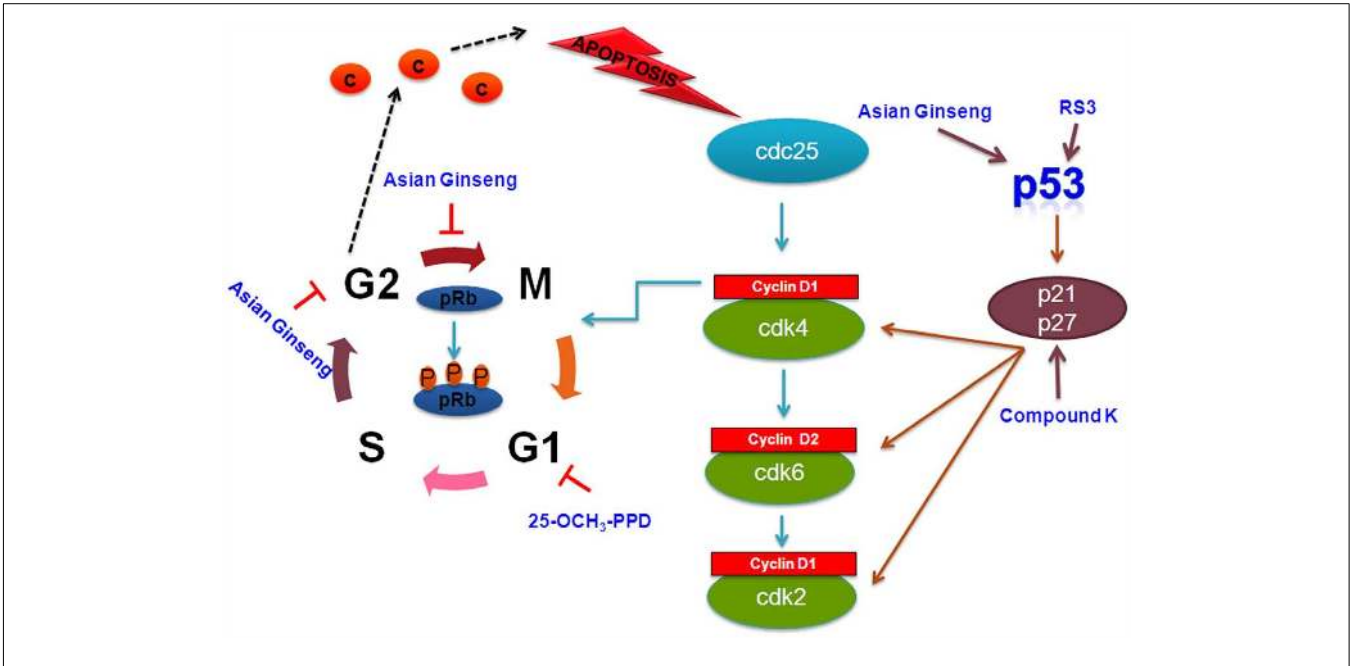 APOPTOSIS
C
C
C
cdc25
Asian Ginseng
RS3
p53
Asian Ginseng
G2
M
pRb
Asian Ginseng
Cyclin D1
cdk4
p21
p27
P P P
pRb
Compound K
S
G1
Cyclin D2
cdk6
25-OCH₃-PPD
Cyclin D1
cdk2